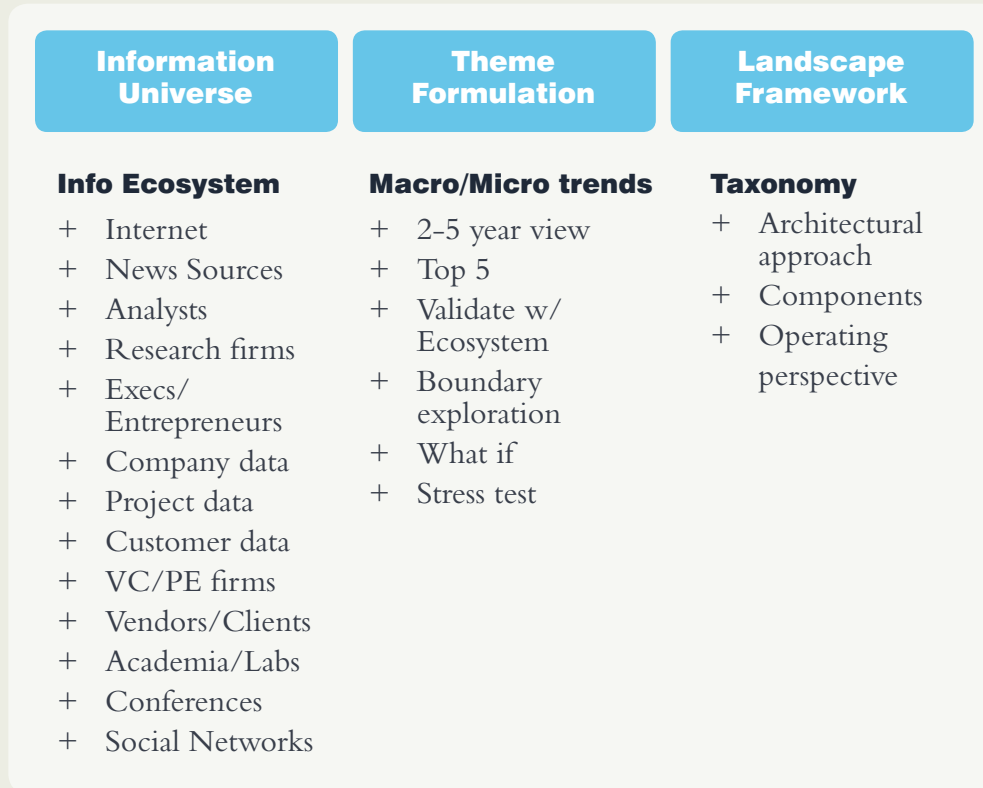 Information
Universe
Info Ecosystem
+ Internet
+ News Sources
+ Analysts
+ Research firms
+ Execs/
Entrepreneurs
+ Company data
+ Project data
+ Customer data
+ VC/PE firms
+ Vendors/Clients
+ Academia/Labs
+ Conferences
+ Social Networks
Theme
Formulation
Macro/Micro trends
+ 2-5 year view
+ Top 5
+ Validate w/
Ecosystem
+ Boundary
exploration
+ What if
+ Stress test
Landscape
Framework
Taxonomy
+ Architectural
approach
+ Components
+ Operating
perspective